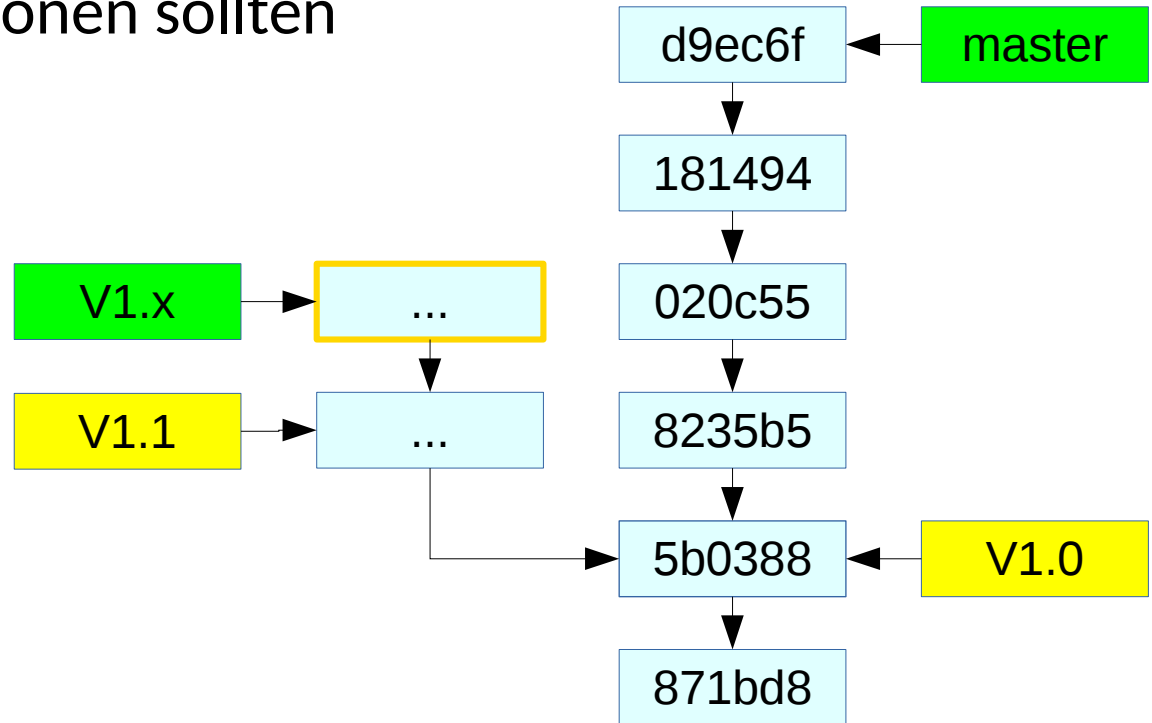 onen sollten
d9ec6f master
181494
V1.x ... 020c55
V1.1 ... 8235b5
5b0388 V1.0
871bd8